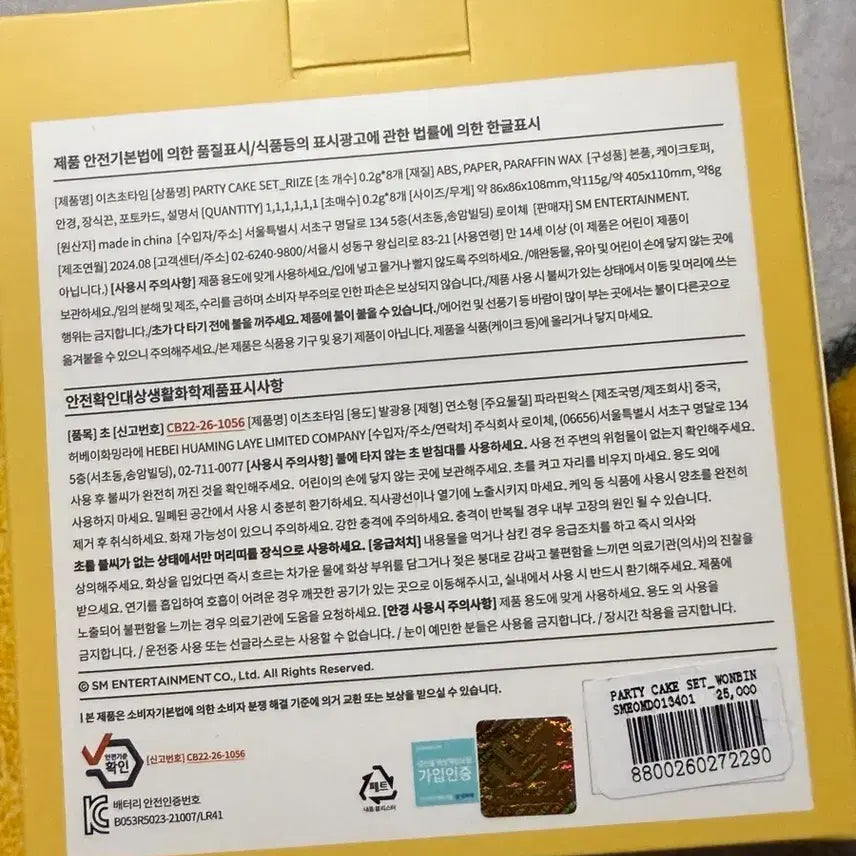 제품 안전기본법에 의한 품질표시/식품등의 표시광고에 관한 법률에 의한 한글표시
[제품명] 이츠초타임 [상품명] PARTY CAKE SET_RIIZE [초 개수] 0.2g*8개 [재질] ABS, PAPER, PARAFFIN WAX [구성품] 본품, 케이크토퍼,
안경, 장식끈, 포토카드, 설명서 [QUANTITY] 1,1,1,1,1,1 [초매수] 0.2g*8개 [사이즈/무게] 약 86x86x108mm,약115g/약 405x110mm, 약8g
[원산지] made in china [수입자/주소] 서울특별시 서초구 명달로 134 5층(서초동,송암빌딩) 로이체 [판매자] SM ENTERTAINMENT.
[제조연월] 2024.08 [고객센터/주소] 02-6240-9800/서울시 성동구 왕십리로 83-21 [사용연령] 만 14세 이상 (이 제품은 어린이 제품이
아닙니다.) [사용시 주의사항] 제품 용도에 맞게 사용하세요./입에 넣고 물거나 빨지 않도록 주의하세요./애완동물, 유아 및 어린이 손에 닿지 않는 곳에
보관하세요./임의 분해 및 제조, 수리를 금하며 소비자 부주의로 인한 파손은 보상되지 않습니다./제품 사용 시 불씨가 있는 상태에서 이동 및 머리에 쓰는
행위는 금지합니다./초가 다 타기 전에 불을 꺼주세요. 제품에 불이 붙을 수 있습니다./에어컨 및 선풍기 등 바람이 많이 부는 곳에서는 불이 다른곳으로
옮겨붙을 수 있으니 주의해주세요./본 제품은 식품용 기구 및 용기 제품이 아닙니다. 제품을 식품(케이크 등)에 올리거나 닿지 마세요.
안전확인대상생활화학제품표시사항
[품목] 초 [신고번호] CB22-26-1056 [제품명] 이츠초타임 [용도] 발광용 [제형] 연소형 [주요물질] 파라핀왁스 [제조국명/제조회사] 중국,
허베이화밍라예 HEBEI HUAMING LAYE LIMITED COMPANY [수입자/주소/연락처] 주식회사 로이체, (06656)서울특별시 서초구 명달로 134
5층(서초동,송암빌딩), 02-711-0077 [사용시 주의사항] 불에 타지 않는 초 받침대를 사용하세요. 사용 전 주변의 위험물이 없는지 확인해주세요.
사용 후 불씨가 완전히 꺼진 것을 확인해주세요. 어린이의 손에 닿지 않는 곳에 보관해주세요. 초를 켜고 자리를 비우지 마세요. 용도 외에
사용하지 마세요. 밀폐된 공간에서 사용 시 충분히 환기하세요. 직사광선이나 열기에 노출시키지 마세요. 케익 등 식품에 사용시 양초를 완전히
제거 후 취식하세요. 화재 가능성이 있으니 주의하세요. 강한 충격에 주의하세요. 충격이 반복될 경우 내부 고장의 원인 될 수 있습니다.
초를 불씨가 없는 상태에서만 머리띠를 장식으로 사용하세요. [응급처치] 내용물을 먹거나 삼킨 경우 응급조치를 하고 즉시 의사와
상의해주세요. 화상을 입었다면 즉시 흐르는 차가운 물에 화상 부위를 담그거나 젖은 붕대로 감싸고 불편함을 느끼면 의료기관(의사)의 진찰을
받으세요. 연기를 흡입하여 호흡이 어려운 경우 깨끗한 공기가 있는 곳으로 이동해주시고, 실내에서 사용 시 반드시 환기해주세요. 제품에
노출되어 불편함을 느끼는 경우 의료기관에 도움을 요청하세요. [안경 사용시 주의사항] 제품 용도에 맞게 사용하세요. 용도 외 사용을
금지합니다. / 운전중 사용 또는 선글라스로는 사용할 수 없습니다. / 눈이 예민한 분들은 사용을 금지합니다. / 장시간 착용을 금지합니다.
© SM ENTERTAINMENT CO., Ltd. All Rights Reserved.
| 본 제품은 소비자기본법에 의한 소비자 분쟁 해결 기준에 의거 교환 또는 보상을 받으실 수 있습니다.
안전기준
확인
[신고번호] CB22-26-1056
배터리 안전인증번호
B053R5023-21007/LR41
페트
내품:블리스터
가입인증
PARTY CAKE SET_WONBIN
SMEOMD013401 25,000
8800260272290